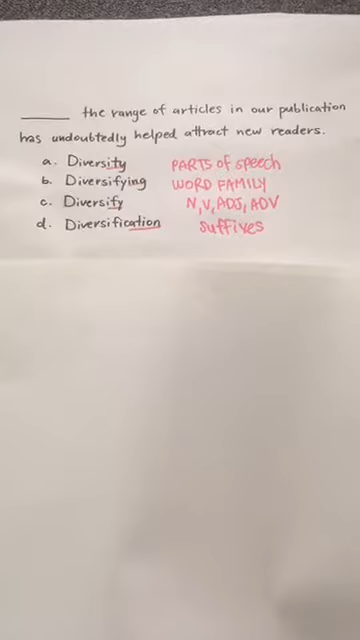 _____ the range of articles in our publication
has undoubtedly helped attract new readers.
a. Diversity PARTS of speech
b. Diversifying WORD FAMILY
c. Diversify N, V, ADJ, ADV
d. Diversification suffixes